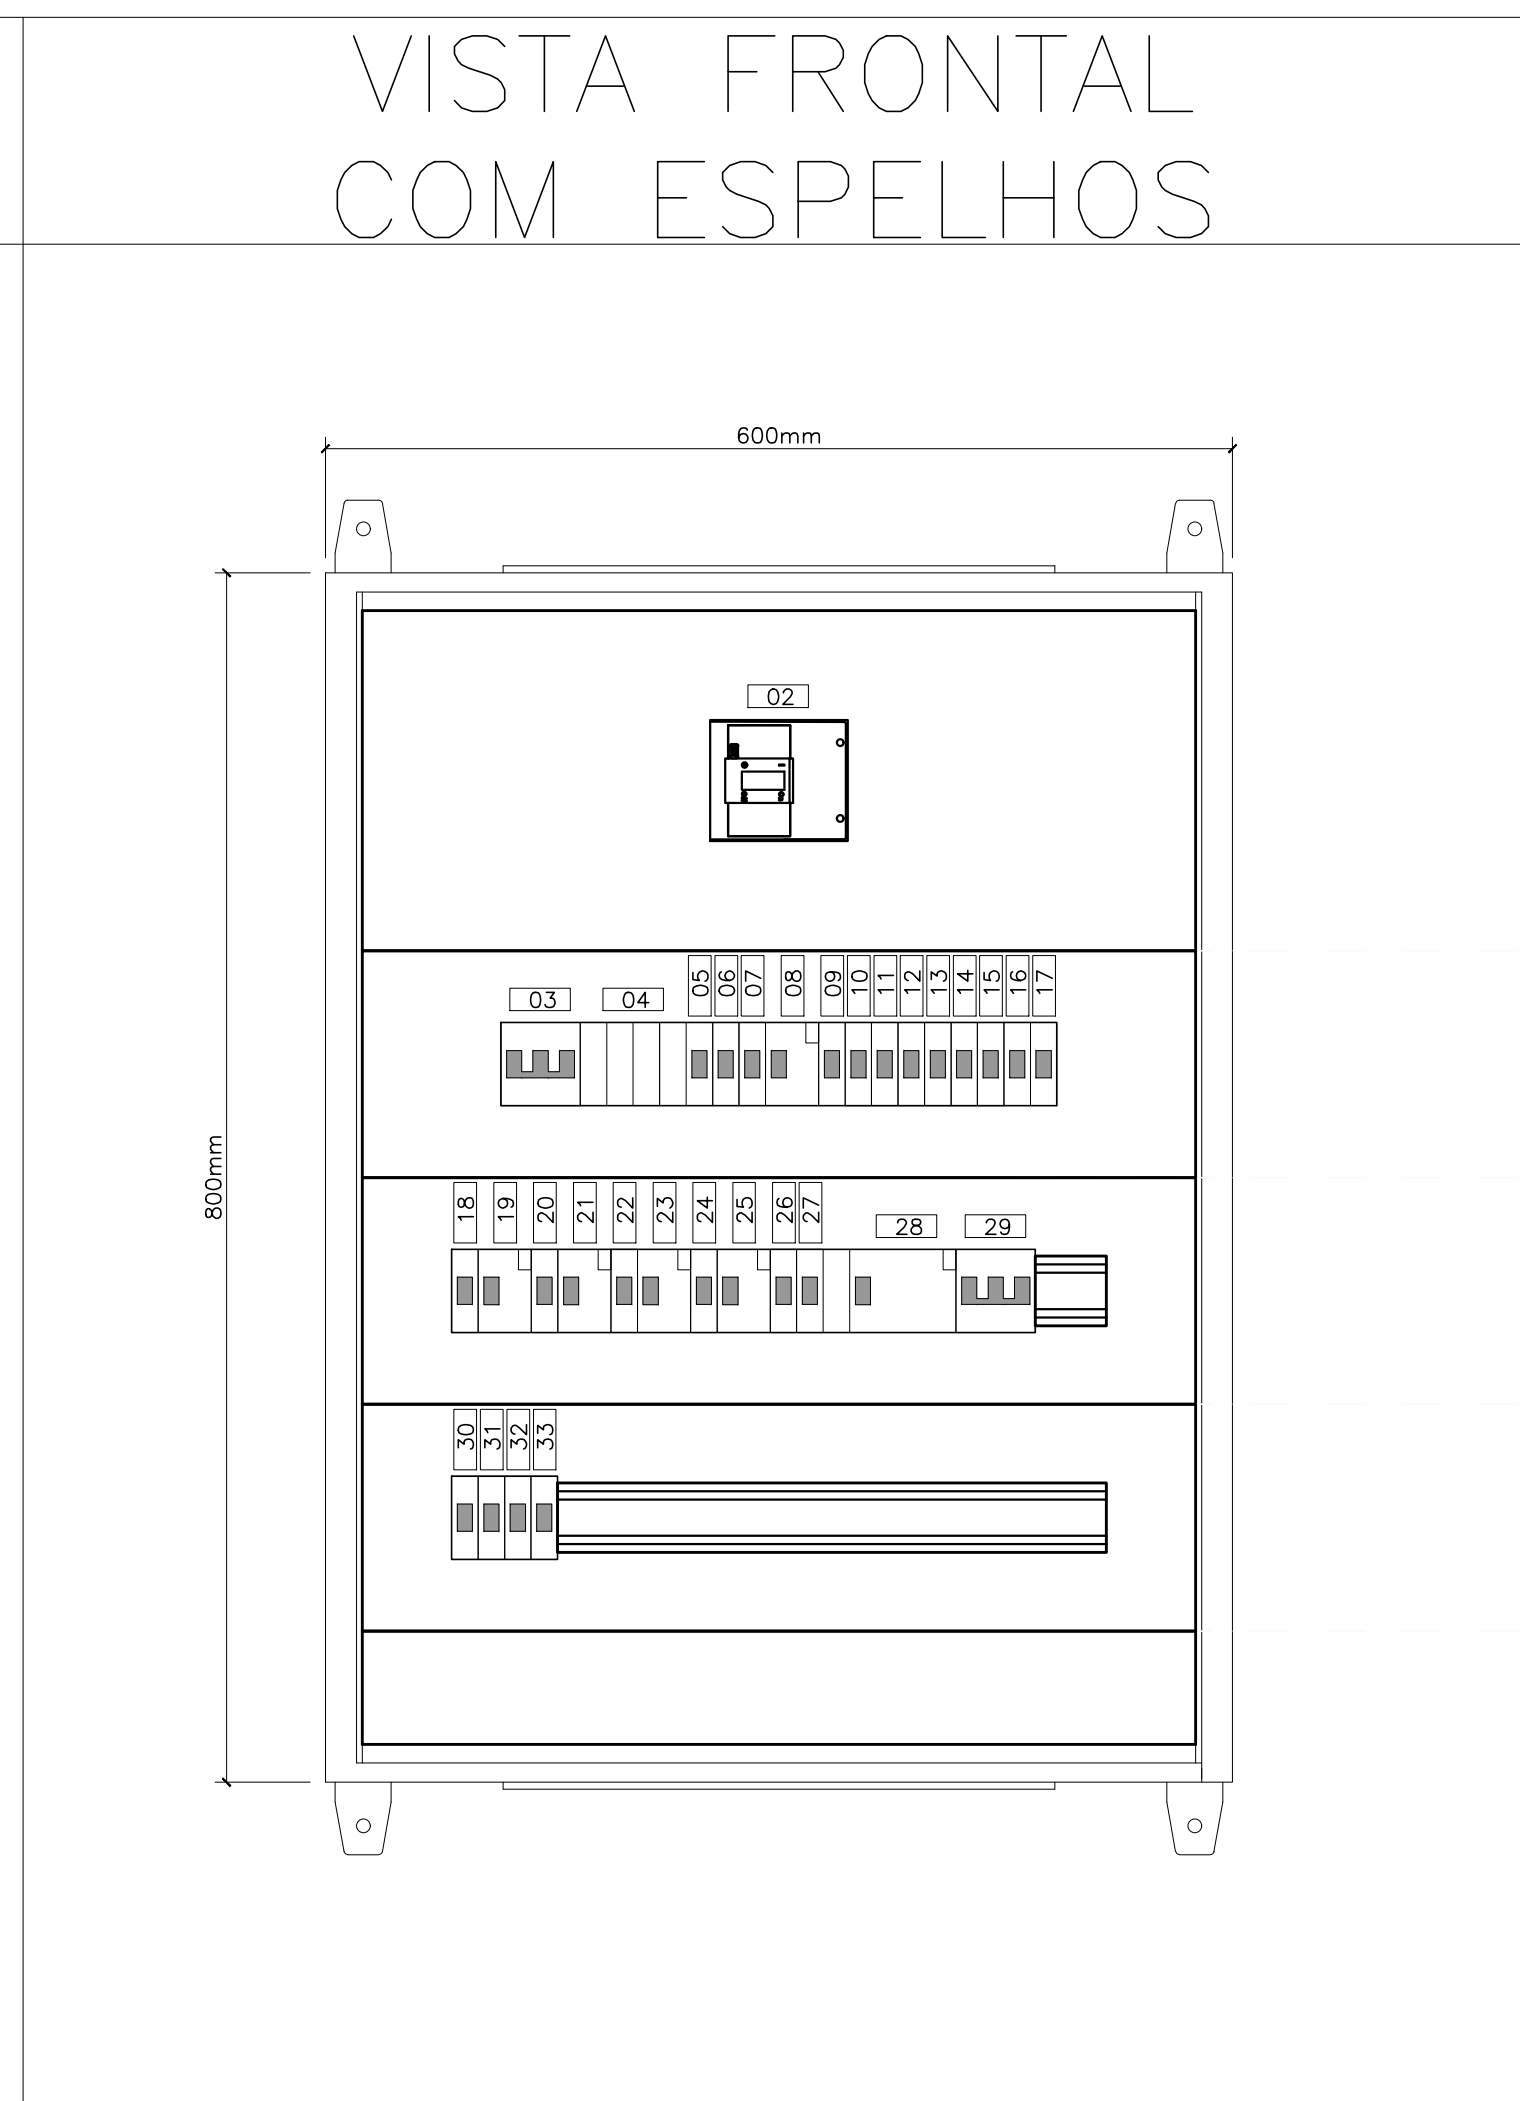 VISTA FRONTAL
COM ESPELHOS
600mm
800mm
02
03 04 05 06 07 08 09 10 11 12 13 14 15 16 17
18 19 20 21 22 23 24 25 26 27 28 29
30 31 32 33